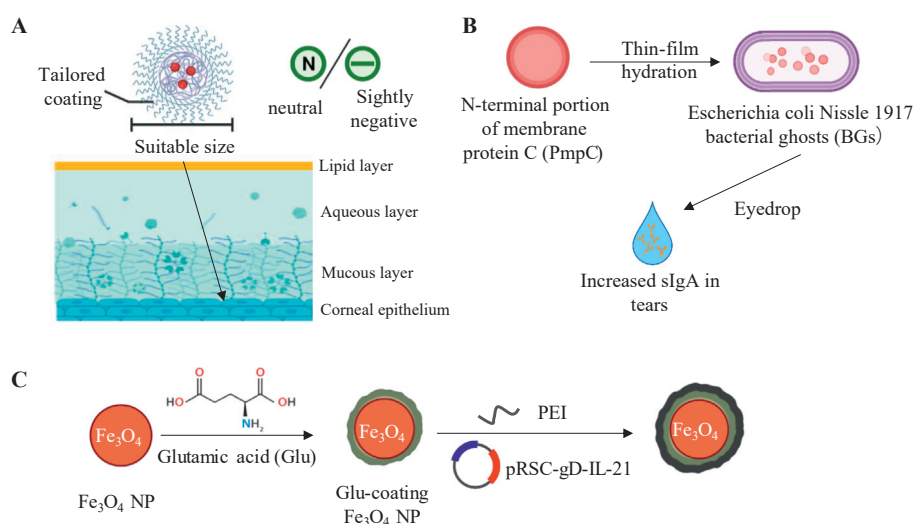 A
Tailored
coating
N
neutral
Sightly
negative
Suitable size
Lipid layer
Aqueous layer
Mucous layer
Corneal epithelium
B
N-terminal portion
of membrane
protein C (PmpC)
Thin-film
hydration
Escherichia coli Nissle 1917
bacterial ghosts (BGs)
Eyedrop
Increased sIgA in
tears
C
Fe₃O₄
Fe₃O₄ NP
O
O
HO
OH
NH₂
Glutamic acid (Glu)
Fe₃O₄
Glu-coating
Fe₃O₄ NP
PEI
pRSC-gD-IL-21
Fe₃O₄